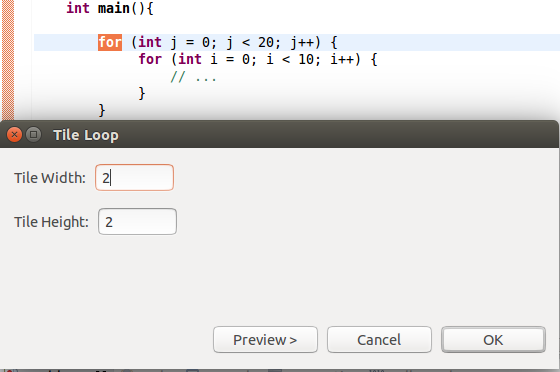 int main(){
for (int j = 0; j < 20; j++) {
for (int i = 0; i < 10; i++) {
// ...
}
}
Tile Loop
Tile Width: 2
Tile Height: 2
Preview > Cancel OK